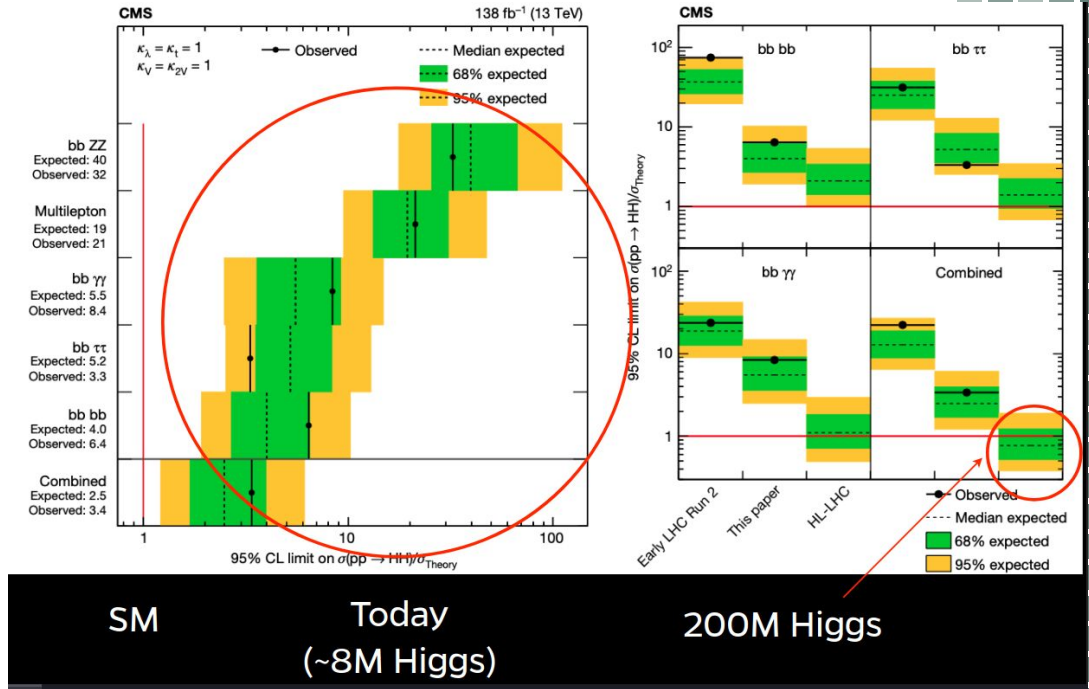 CMS
138 fb⁻¹ (13 TeV)
κλ = κt = 1
κV = κ2V = 1
Observed
Median expected
68% expected
95% expected
bb ZZ
Expected: 40
Observed: 32
Multilepton
Expected: 19
Observed: 21
bb γγ
Expected: 5.5
Observed: 8.4
bb ττ
Expected: 5.2
Observed: 3.3
bb bb
Expected: 4.0
Observed: 6.4
Combined
Expected: 2.5
Observed: 3.4
1 10 100
95% CL limit on σ(pp → HH)/σTheory
CMS
95% CL limit on σ(pp → HH)/σTheory
bb bb
bb ττ
10²
10
1
bb γγ
Combined
10²
10
1
Early LHC Run 2
This paper
HL-LHC
Observed
Median expected
68% expected
95% expected
SM
Today
(~8M Higgs)
200M Higgs